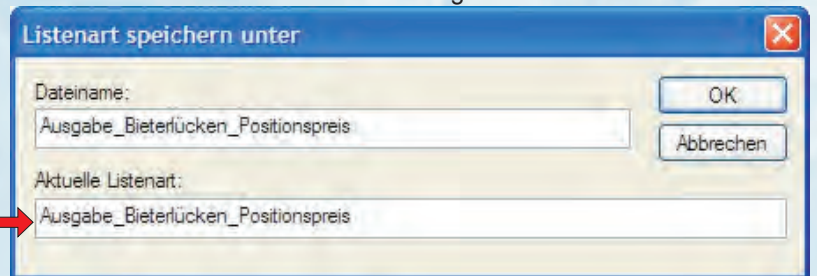 Listenart speichern unter
Dateiname:
OK
Ausgabe_Bieterlücken_Positionspreis
Abbrechen
Aktuelle Listenart:
Ausgabe_Bieterlücken_Positionspreis